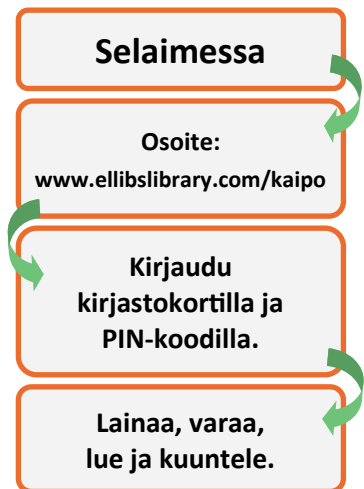 Selaimessa
Osoite:
www.ellibslibrary.com/kaipo
Kirjaudu
kirjastokortilla ja
PIN-koodilla.
Lainaa, varaa,
lue ja kuuntele.